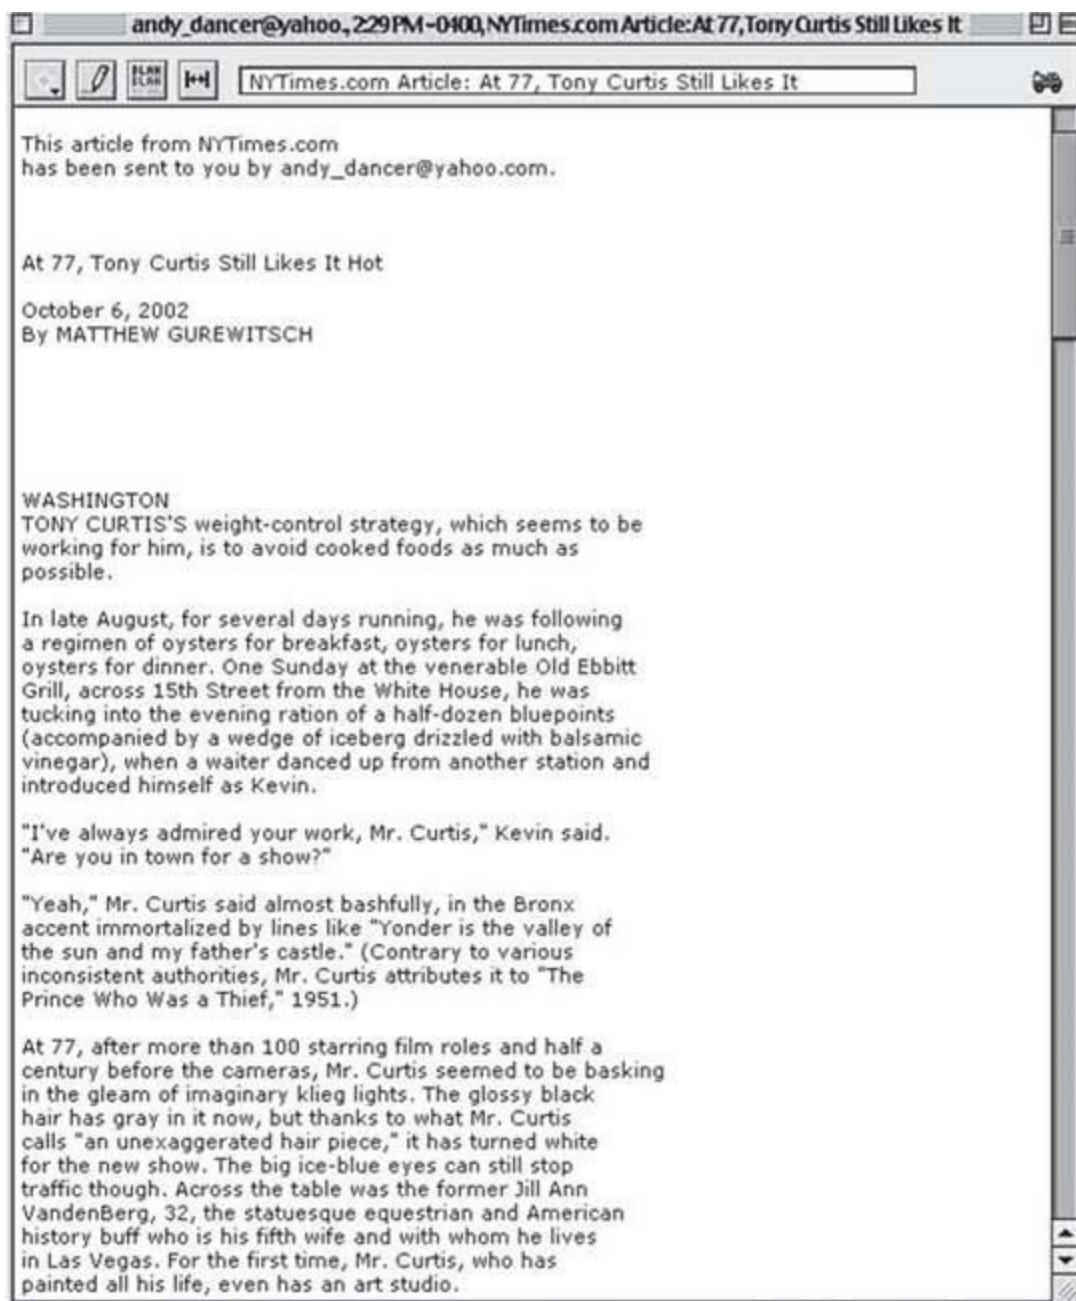 andy_dancer@yahoo., 2:29 PM -0400, NYTimes.com Article: At 77, Tony Curtis Still Likes It
BLAH BLAH
NYTimes.com Article: At 77, Tony Curtis Still Likes It
This article from NYTimes.com
has been sent to you by andy_dancer@yahoo.com.
At 77, Tony Curtis Still Likes It Hot
October 6, 2002
By MATTHEW GUREWITSCH
WASHINGTON
TONY CURTIS'S weight-control strategy, which seems to be
working for him, is to avoid cooked foods as much as
possible.
In late August, for several days running, he was following
a regimen of oysters for breakfast, oysters for lunch,
oysters for dinner. One Sunday at the venerable Old Ebbitt
Grill, across 15th Street from the White House, he was
tucking into the evening ration of a half-dozen bluepoints
(accompanied by a wedge of iceberg drizzled with balsamic
vinegar), when a waiter danced up from another station and
introduced himself as Kevin.
"I've always admired your work, Mr. Curtis," Kevin said.
"Are you in town for a show?"
"Yeah," Mr. Curtis said almost bashfully, in the Bronx
accent immortalized by lines like "Yonder is the valley of
the sun and my father's castle." (Contrary to various
inconsistent authorities, Mr. Curtis attributes it to "The
Prince Who Was a Thief," 1951.)
At 77, after more than 100 starring film roles and half a
century before the cameras, Mr. Curtis seemed to be basking
in the gleam of imaginary klieg lights. The glossy black
hair has gray in it now, but thanks to what Mr. Curtis
calls "an unexaggerated hair piece," it has turned white
for the new show. The big ice-blue eyes can still stop
traffic though. Across the table was the former Jill Ann
VandenBerg, 32, the statuesque equestrian and American
history buff who is his fifth wife and with whom he lives
in Las Vegas. For the first time, Mr. Curtis, who has
painted all his life, even has an art studio.